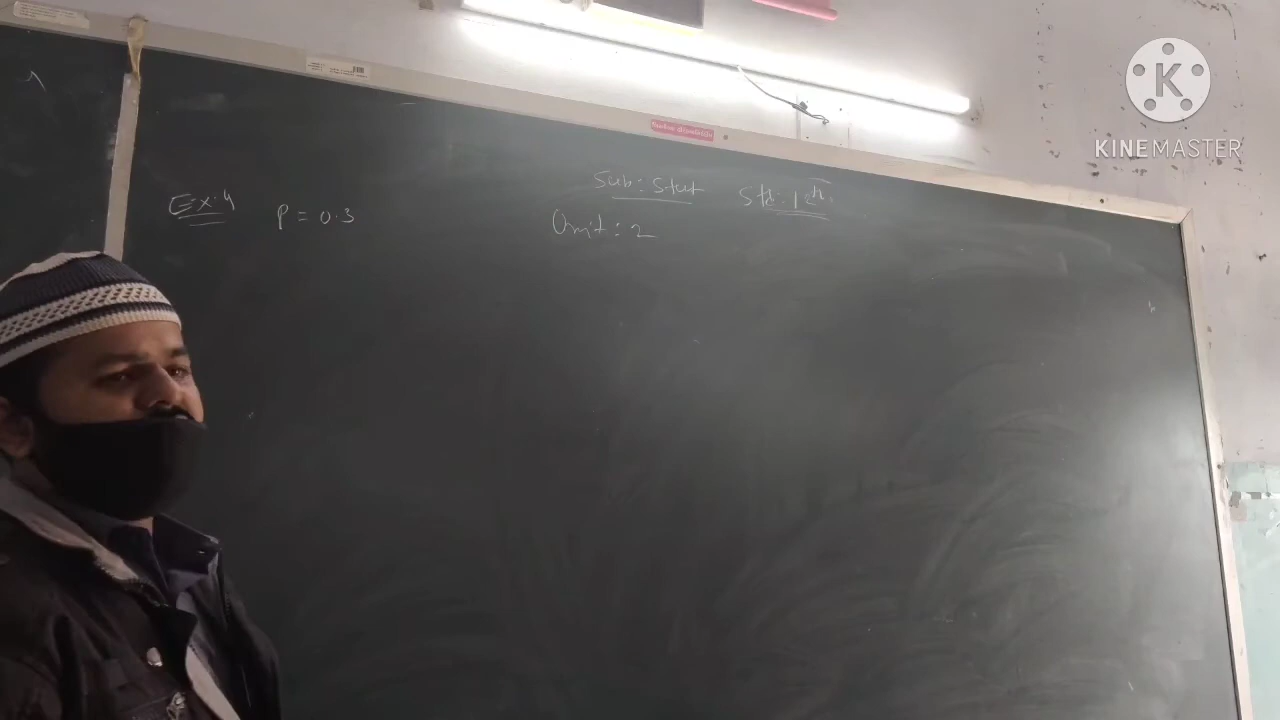 Sub: Stat Std: 12th
Ex. 4 P = 0.3
Unit: 2
K
KINEMASTER